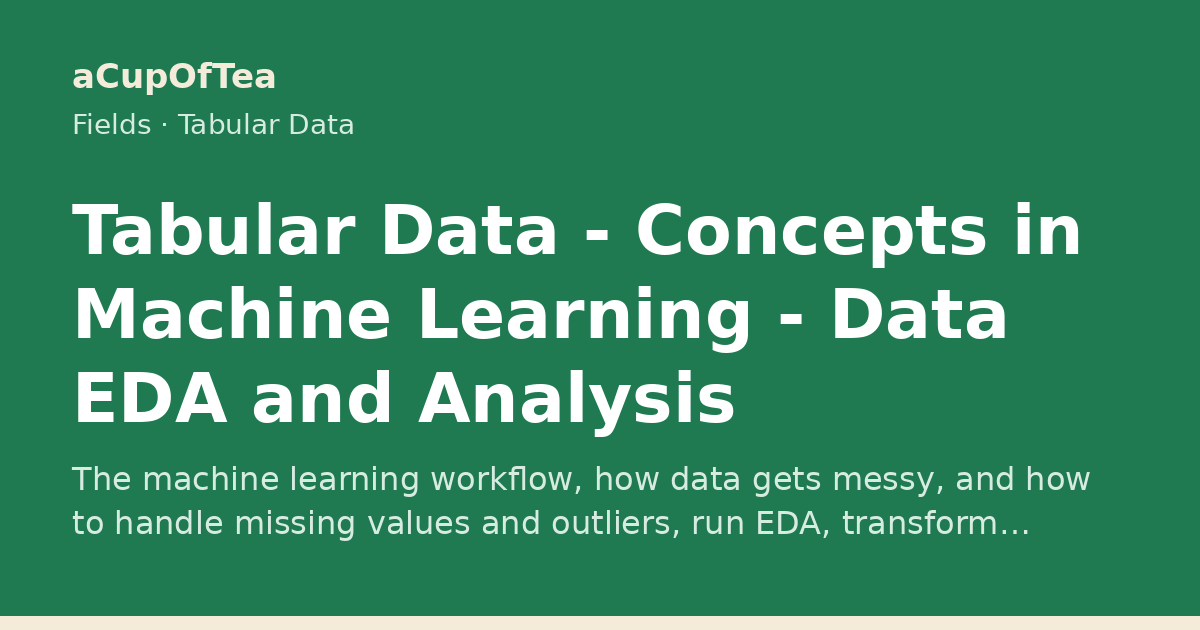 aCupOfTea
Fields · Tabular Data
Tabular Data - Concepts in
Machine Learning - Data
EDA and Analysis
The machine learning workflow, how data gets messy, and how
to handle missing values and outliers, run EDA, transform…